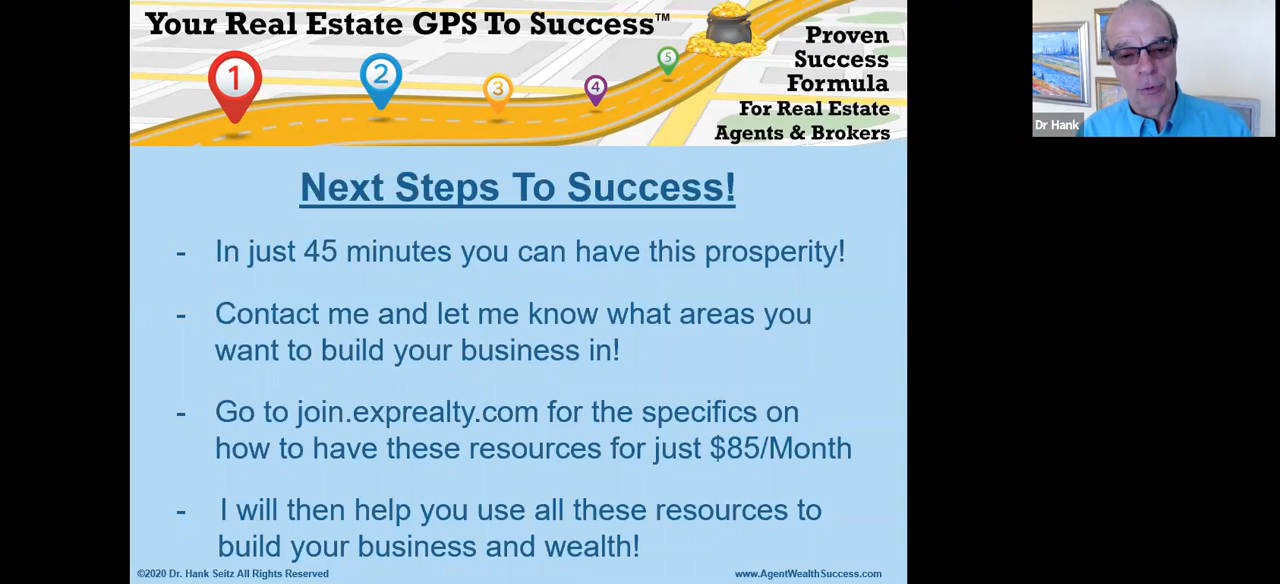 Your Real Estate GPS To Success™
1
2
3
4
5
Proven
Success
Formula
For Real Estate
Agents & Brokers
Dr Hank
Next Steps To Success!
- In just 45 minutes you can have this prosperity!
- Contact me and let me know what areas you
want to build your business in!
- Go to join.exprealty.com for the specifics on
how to have these resources for just $85/Month
- I will then help you use all these resources to
build your business and wealth!
©2020 Dr. Hank Seitz All Rights Reserved
www.AgentWealthSuccess.com